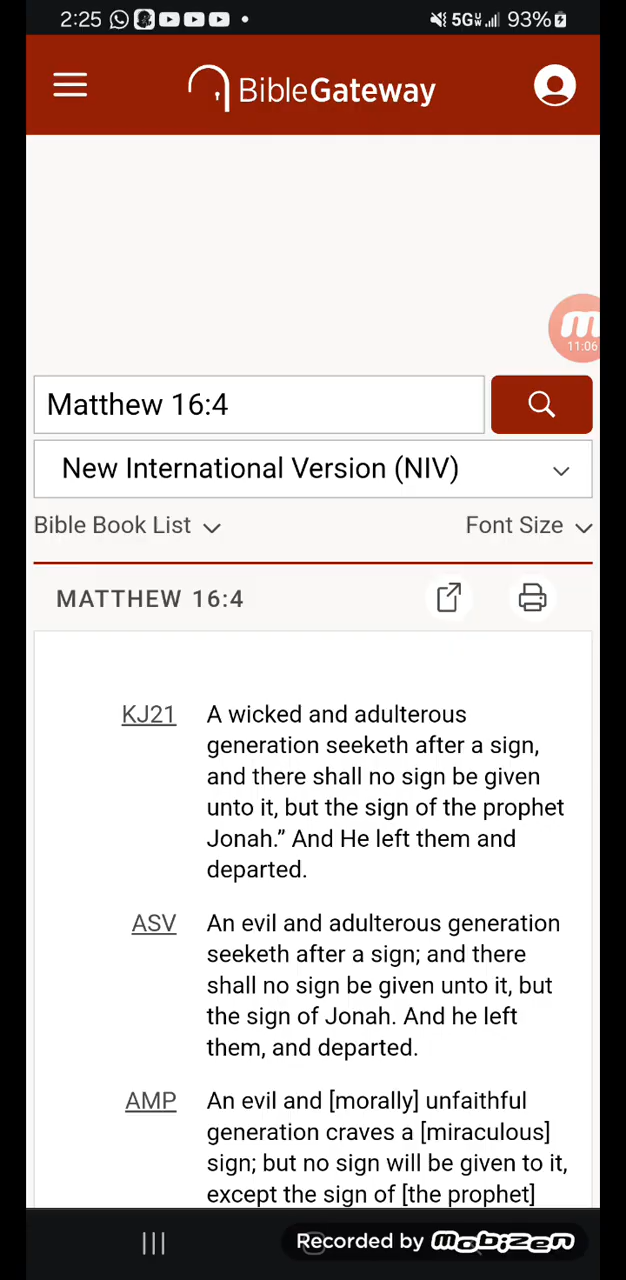 2:25 5G 93%
BibleGateway
11:06
Matthew 16:4
New International Version (NIV)
Bible Book List Font Size
MATTHEW 16:4
KJ21 A wicked and adulterous
generation seeketh after a sign,
and there shall no sign be given
unto it, but the sign of the prophet
Jonah.” And He left them and
departed.
ASV An evil and adulterous generation
seeketh after a sign; and there
shall no sign be given unto it, but
the sign of Jonah. And he left
them, and departed.
AMP An evil and [morally] unfaithful
generation craves a [miraculous]
sign; but no sign will be given to it,
except the sign of [the prophet]
Recorded by mobizen